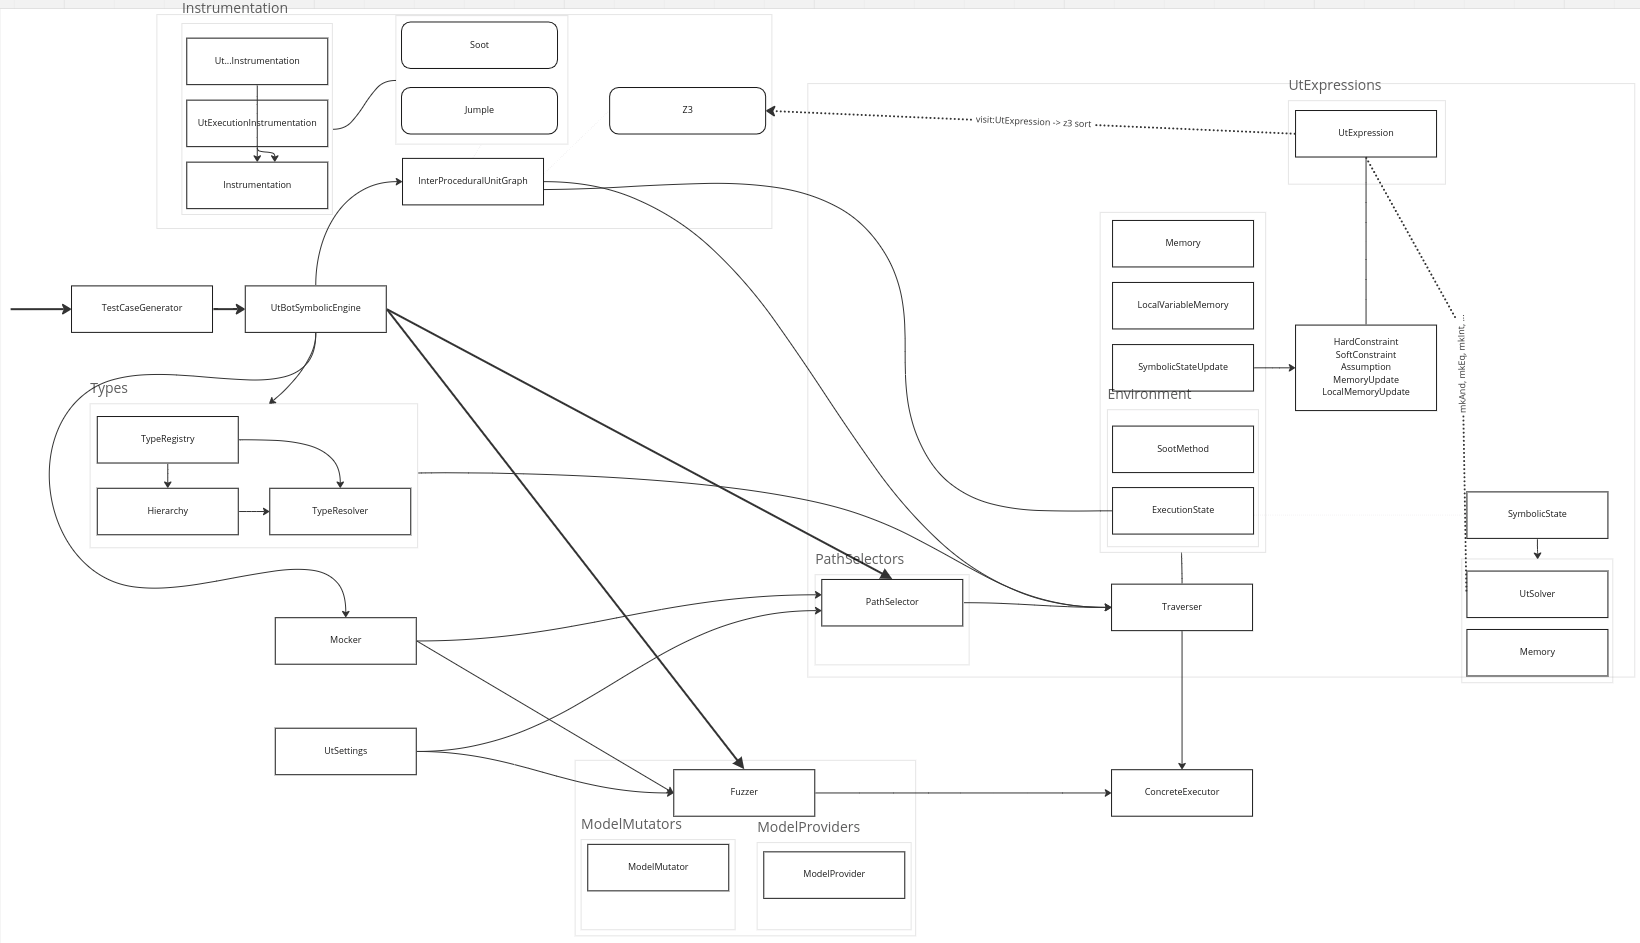 Instrumentation
Ut...Instrumentation
UtExecutionInstrumentation
Instrumentation
Soot
Jumple
Z3
InterProceduralUnitGraph
visit:UtExpression -> z3 sort
UtExpressions
UtExpression
TestCaseGenerator
UtBotSymbolicEngine
Memory
LocalVariableMemory
SymbolicStateUpdate
HardConstraint
SoftConstraint
Assumption
MemoryUpdate
LocalMemoryUpdate
mkAnd, mkEq, mkInt, ...
Types
TypeRegistry
Hierarchy
TypeResolver
Environment
SootMethod
ExecutionState
SymbolicState
UtSolver
Memory
PathSelectors
PathSelector
Traverser
Mocker
UtSettings
Fuzzer
ConcreteExecutor
ModelMutators
ModelMutator
ModelProviders
ModelProvider